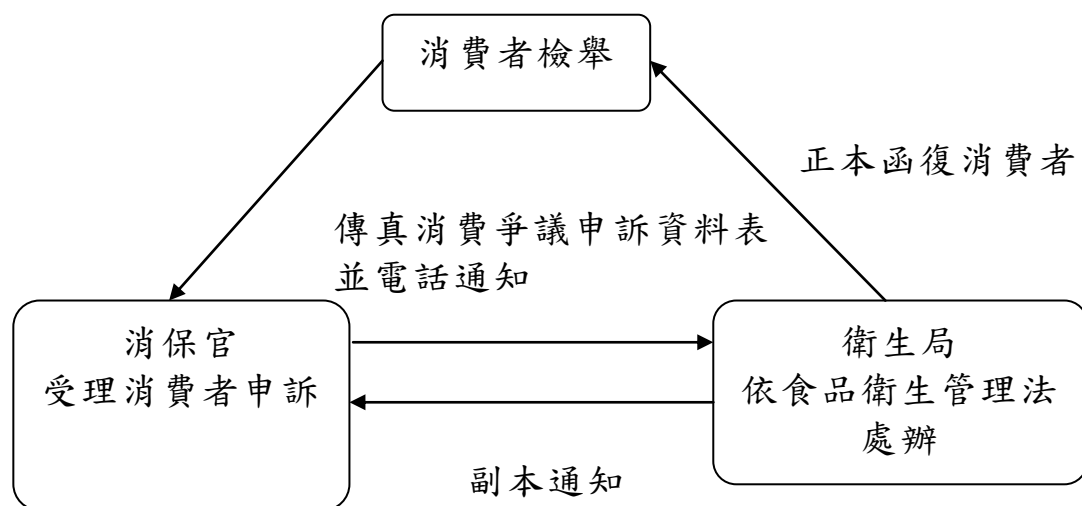 消費者檢舉
正本函復消費者
傳真消費爭議申訴資料表
並電話通知
消保官
受理消費者申訴
衛生局
依食品衛生管理法
處辦
副本通知